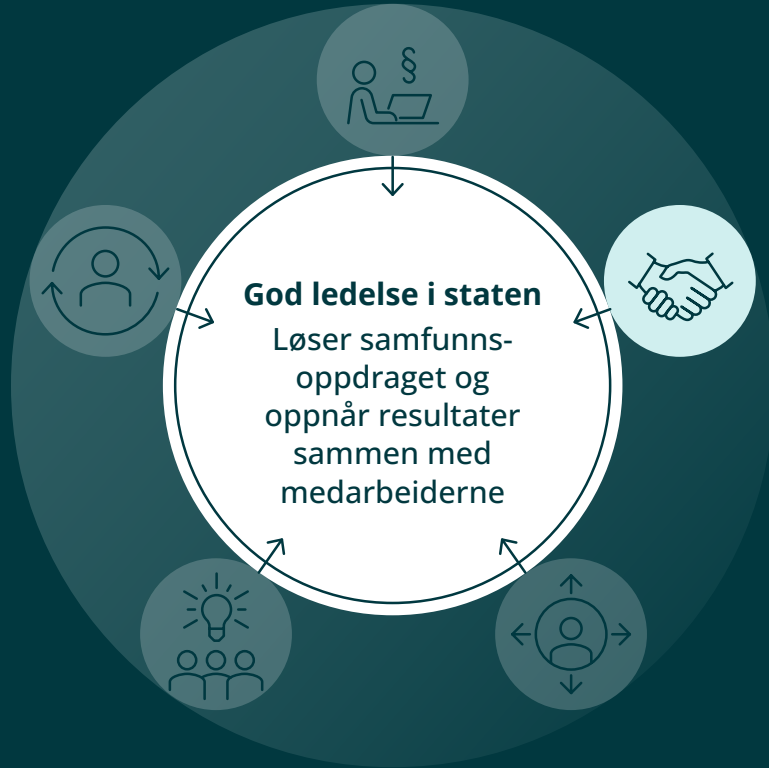 §
God ledelse i staten
Løser samfunns-
oppdraget og
oppnår resultater
sammen med
medarbeiderne